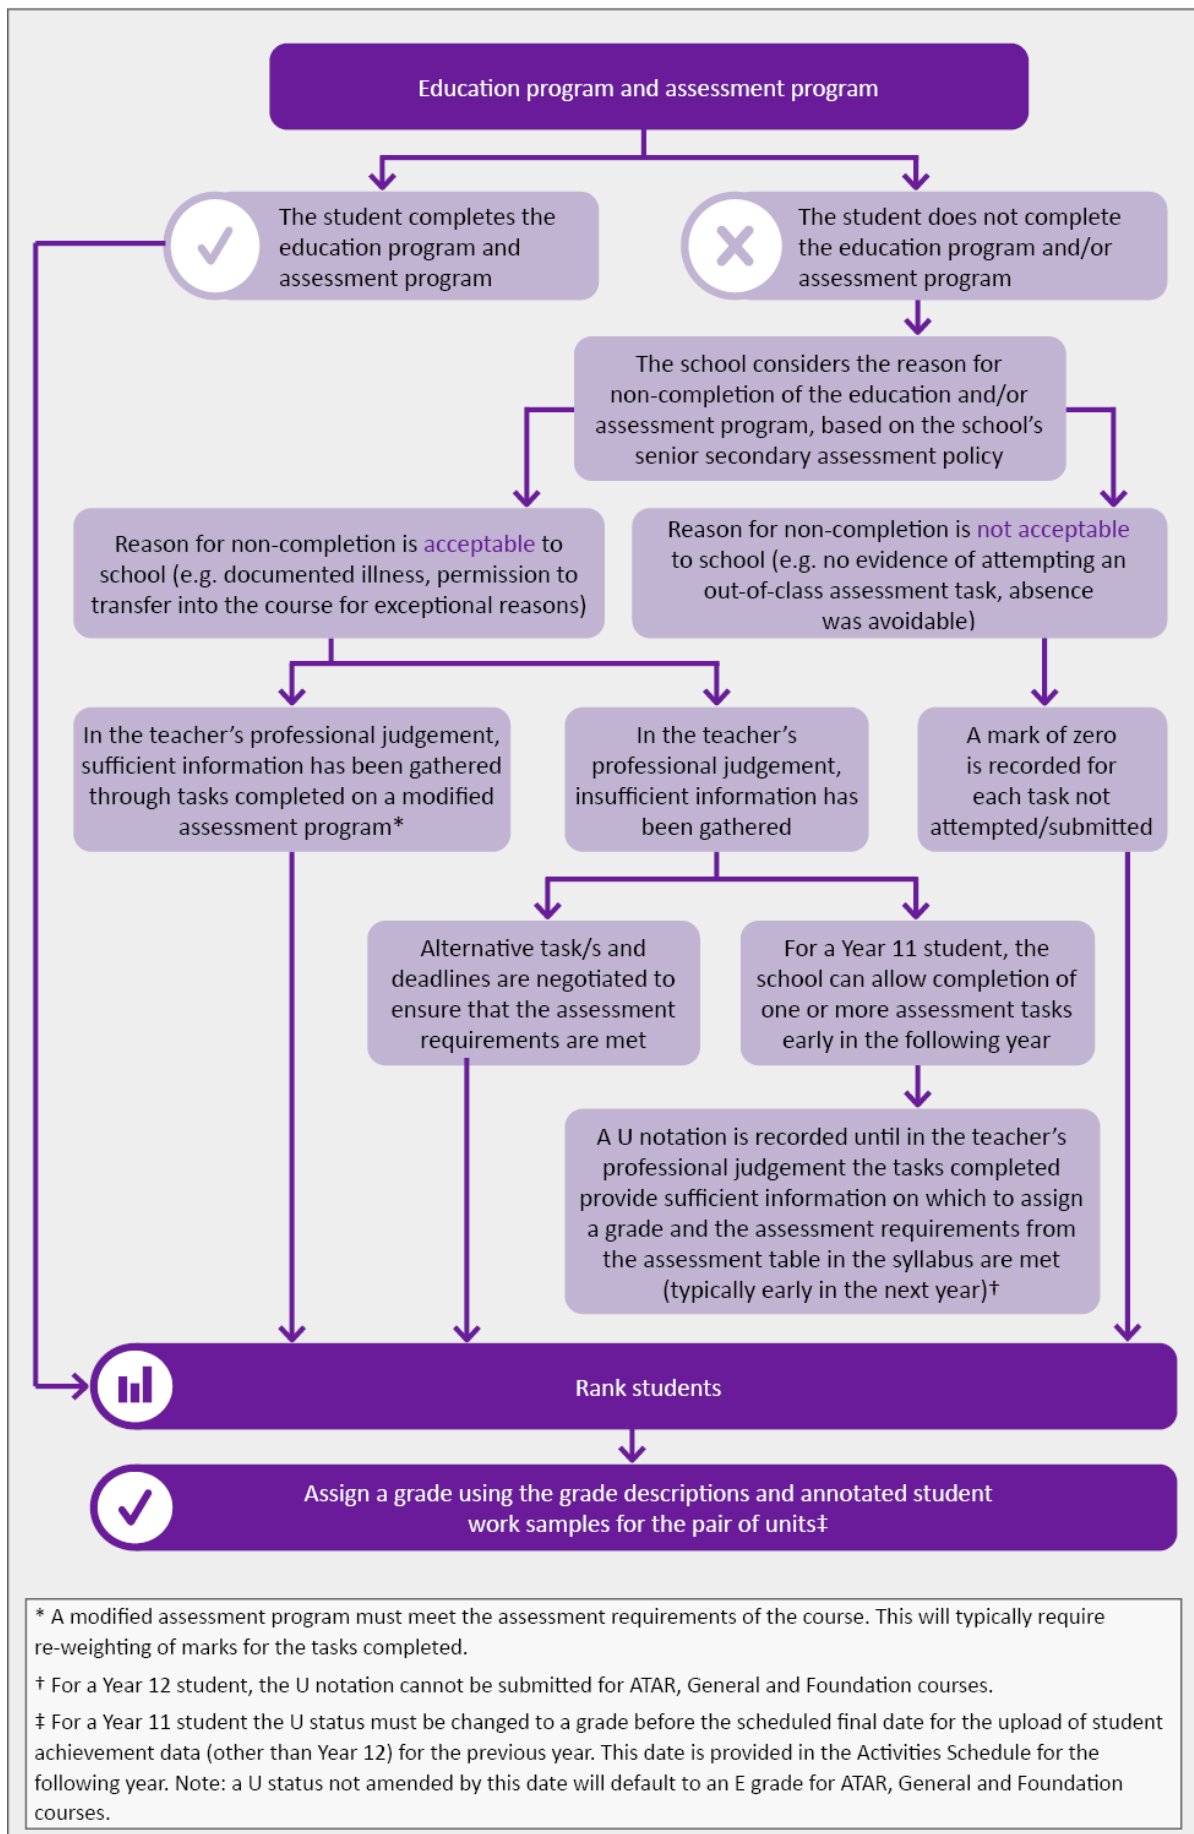 Education program and assessment program
The student completes the
education program and
assessment program
The student does not complete
the education program and/or
assessment program
The school considers the reason for
non-completion of the education and/or
assessment program, based on the school’s
senior secondary assessment policy
Reason for non-completion is acceptable to
school (e.g. documented illness, permission to
transfer into the course for exceptional reasons)
Reason for non-completion is not acceptable
to school (e.g. no evidence of attempting an
out-of-class assessment task, absence
was avoidable)
In the teacher’s professional judgement,
sufficient information has been gathered
through tasks completed on a modified
assessment program*
In the teacher’s
professional judgement,
insufficient information has
been gathered
A mark of zero
is recorded for
each task not
attempted/submitted
Alternative task/s and
deadlines are negotiated to
ensure that the assessment
requirements are met
For a Year 11 student, the
school can allow completion of
one or more assessment tasks
early in the following year
A U notation is recorded until in the teacher’s
professional judgement the tasks completed
provide sufficient information on which to assign
a grade and the assessment requirements from
the assessment table in the syllabus are met
(typically early in the next year)†
Rank students
Assign a grade using the grade descriptions and annotated student
work samples for the pair of units‡
* A modified assessment program must meet the assessment requirements of the course. This will typically require
re-weighting of marks for the tasks completed.
† For a Year 12 student, the U notation cannot be submitted for ATAR, General and Foundation courses.
‡ For a Year 11 student the U status must be changed to a grade before the scheduled final date for the upload of student
achievement data (other than Year 12) for the previous year. This date is provided in the Activities Schedule for the
following year. Note: a U status not amended by this date will default to an E grade for ATAR, General and Foundation
courses.